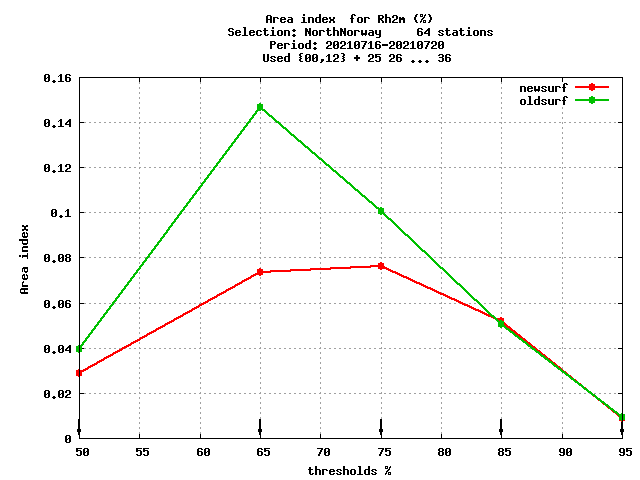 Area index  for Rh2m (%)
Selection: NorthNorway     64 stations
Period: 20210716-20210720
Used {00,12} + 25 26 ... 36
newsurf
oldsurf
Area index
0.16
0.14
0.12
0.1
0.08
0.06
0.04
0.02
0
50 55 60 65 70 75 80 85 90 95
thresholds %